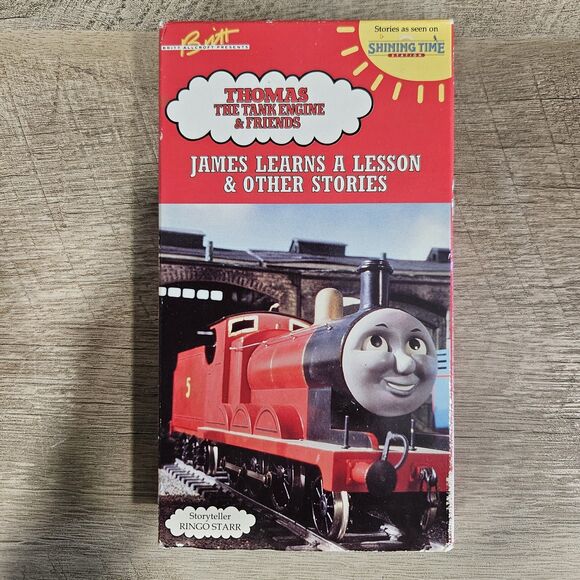 Britt
BRITT ALLCROFT PRESENTS
Stories as seen on
SHINING TIME
STATION
THOMAS
THE TANK ENGINE
& FRIENDS
JAMES LEARNS A LESSON
& OTHER STORIES
5
Storyteller
RINGO STARR